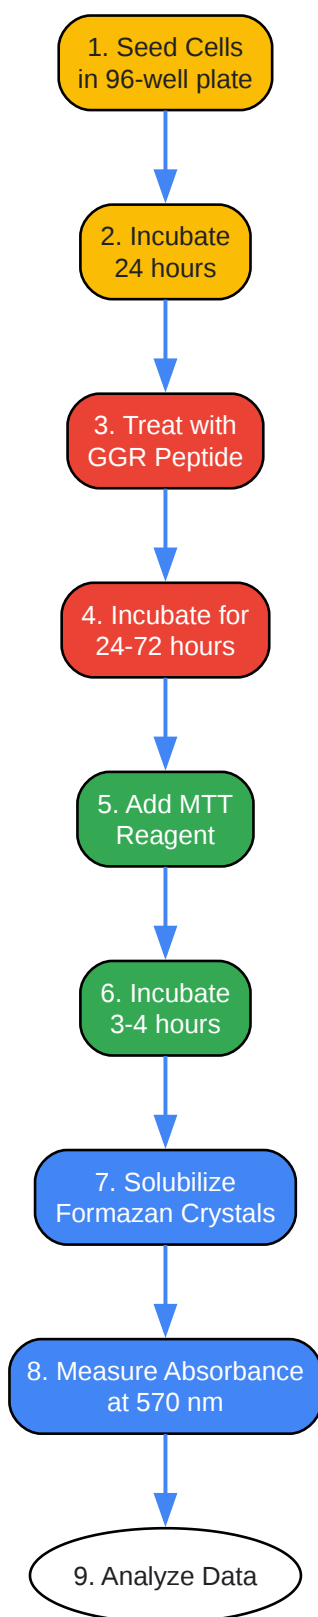 1. Seed Cells
in 96-well plate
2. Incubate
24 hours
3. Treat with
GGR Peptide
4. Incubate for
24-72 hours
5. Add MTT
Reagent
6. Incubate
3-4 hours
7. Solubilize
Formazan Crystals
8. Measure Absorbance
at 570 nm
9. Analyze Data